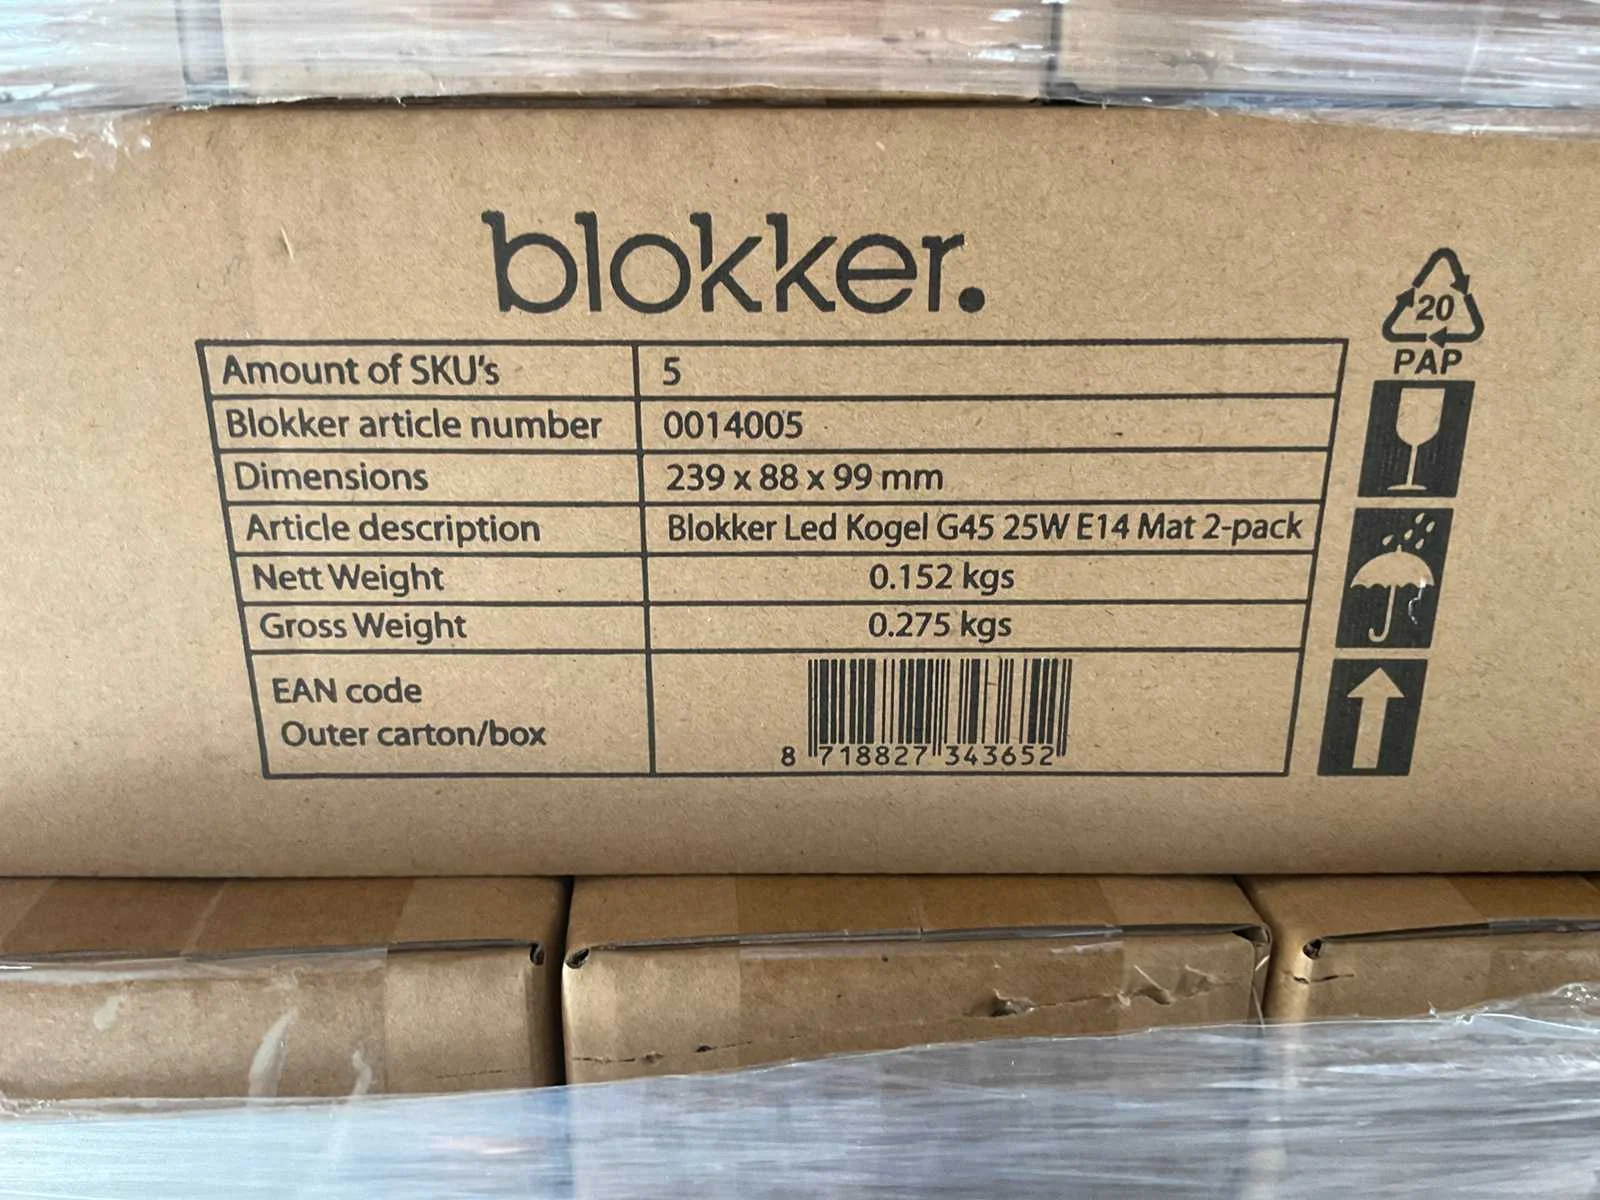 blokker.
20
PAP
Amount of SKU's 5
Blokker article number 0014005
Dimensions 239 x 88 x 99 mm
Article description Blokker Led Kogel G45 25W E14 Mat 2-pack
Nett Weight 0.152 kgs
Gross Weight 0.275 kgs
EAN code
Outer carton/box
8 718827 343652